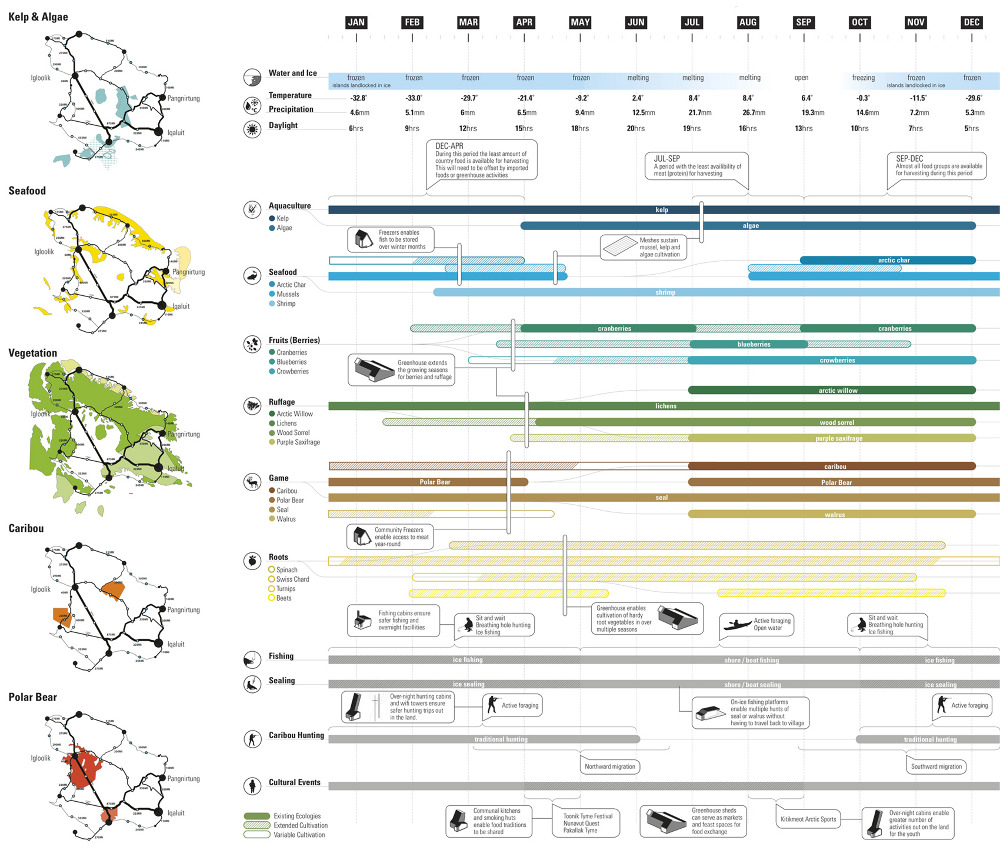 Kelp & Algae
Igloolik
Pangnirtung
Iqaluit
Seafood
Igloolik
Pangnirtung
Iqaluit
Vegetation
Igloolik
Pangnirtung
Iqaluit
Caribou
Igloolik
Pangnirtung
Iqaluit
Polar Bear
Igloolik
Pangnirtung
Iqaluit
JAN FEB MAR APR MAY JUN JUL AUG SEP OCT NOV DEC
Water and Ice
frozen frozen frozen frozen frozen melting melting melting open freezing frozen frozen
islands landlocked in ice islands landlocked in ice
Temperature
-32.8˚ -33.0˚ -29.7˚ -21.4˚ -9.2˚ 2.4˚ 8.4˚ 8.4˚ 6.4˚ -0.3˚ -11.5˚ -29.6˚
Precipitation
4.6mm 5.1mm 6mm 6.5mm 9.4mm 12.5mm 21.7mm 26.7mm 19.3mm 14.6mm 7.2mm 5.3mm
Daylight
6hrs 9hrs 12hrs 15hrs 18hrs 20hrs 19hrs 16hrs 13hrs 10hrs 7hrs 5hrs
DEC-APR
During this period the least amount of
country food is available for harvesting
This will need to be offset by imported
foods or greenhouse activities
JUL-SEP
A period with the least availibility of
meat (protein) for harvesting
SEP-DEC
Almost all food groups are available
for harvesting during this period
Aquaculture
Kelp
Algae
kelp
algae
Freezers enables
fish to be stored
over winter months
Meshes sustain
mussel, kelp and
algae cultivation
Seafood
Arctic Char
Mussels
Shrimp
arctic char
shrimp
Fruits (Berries)
Cranberries
Blueberries
Crowberries
cranberries cranberries
blueberries
crowberries
Greenhouse extends
the growing seasons
for berries and ruffage
Ruffage
Arctic Willow
Lichens
Wood Sorrel
Purple Saxifrage
arctic willow
lichens
wood sorrel
purple saxifrage
Game
Caribou
Polar Bear
Seal
Walrus
caribou
Polar Bear Polar Bear
seal
walrus
Community Freezers
enable access to meat
year-round
Roots
Spinach
Swiss Chard
Turnips
Beets
Fishing cabins ensure
safer fishing and
overnight facillities
Sit and wait
Breathing hole hunting
Ice fishing
Greenhouse enables
cultivation of hardy
root vegetables in over
multiple seasons
Active foraging
Open water
Sit and wait
Breathing hole hunting
Ice fishing
Fishing
ice fishing shore / boat fishing ice fishing
Sealing
ice sealing shore / boat sealing ice sealing
Over-night hunting cabins
and wifi towers ensure
safer hunting trips out
in the land.
Active foraging
On-ice fishing platforms
enable multiple hunts of
seal or walrus without
having to travel back to village
Active foraging
Caribou Hunting
traditional hunting traditional hunting
Northward migration
Southward migration
Cultural Events
Existing Ecologies
Extended Cultivation
Variable Cultivation
Communal kitchens
and smoking huts
enable food traditions
to be shared
Toonik Tyme Festival
Nunavut Quest
Pakallak Tyme
Greenhouse sheds
can serve as markets
and feast spaces for
food exchange
Kitikmeot Arctic Sports
Over-night cabins enable
greater number of
activities out on the land
for the youth